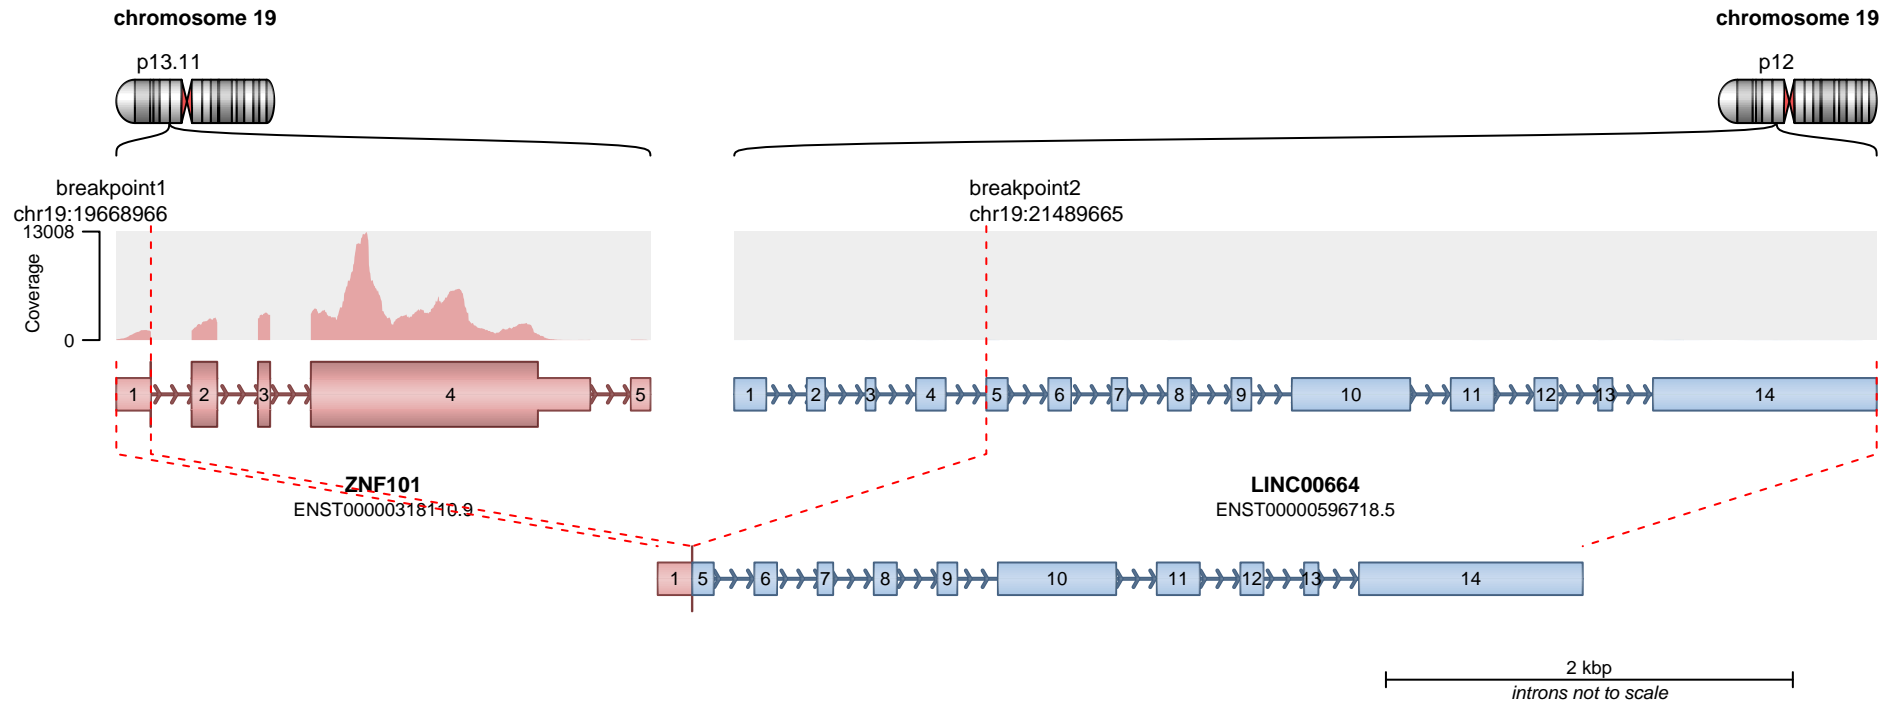 chromosome 19
chromosome 19
p13.11
p12
breakpoint1
chr19:19668966
breakpoint2
chr19:21489665
13008
Coverage
0
1 2 3 4 5
1 2 3 4 5 6 7 8 9 10 11 12 13 14
ZNF101
ENST00000318110.9
LINC00664
ENST00000596718.5
1 5 6 7 8 9 10 11 12 13 14
2 kbp
introns not to scale